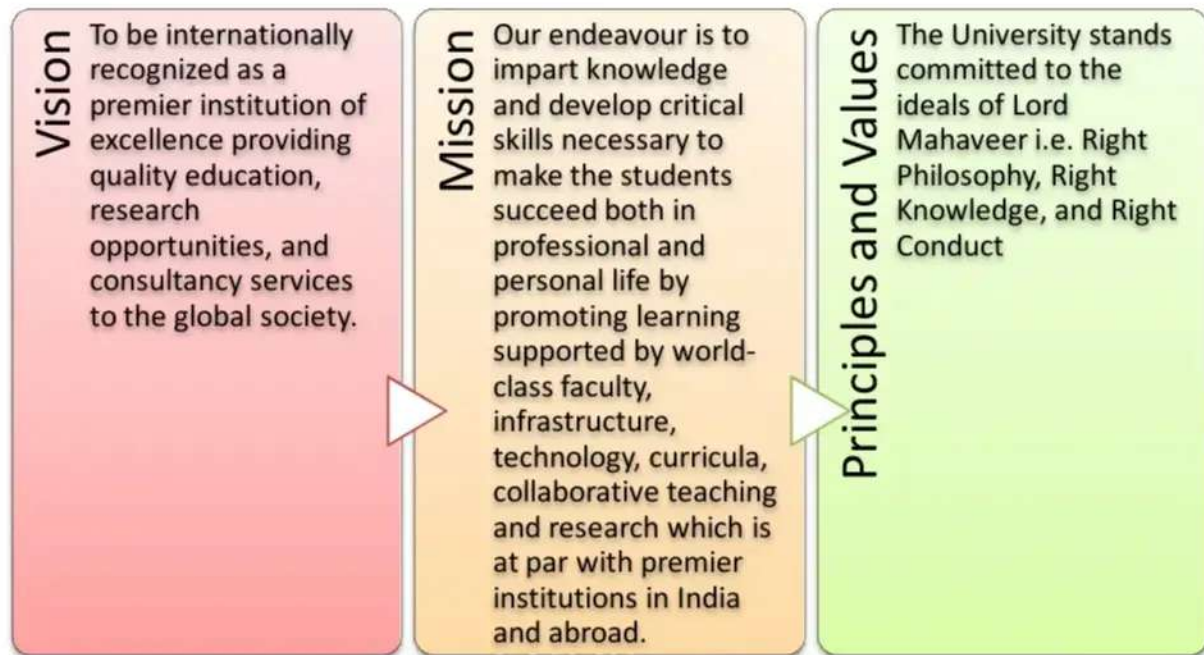 Vision
To be internationally
recognized as a
premier institution of
excellence providing
quality education,
research
opportunities, and
consultancy services
to the global society.
Mission
Our endeavour is to
impart knowledge
and develop critical
skills necessary to
make the students
succeed both in
professional and
personal life by
promoting learning
supported by world-
class faculty,
infrastructure,
technology, curricula,
collaborative teaching
and research which is
at par with premier
institutions in India
and abroad.
Principles and Values
The University stands
committed to the
ideals of Lord
Mahaveer i.e. Right
Philosophy, Right
Knowledge, and Right
Conduct